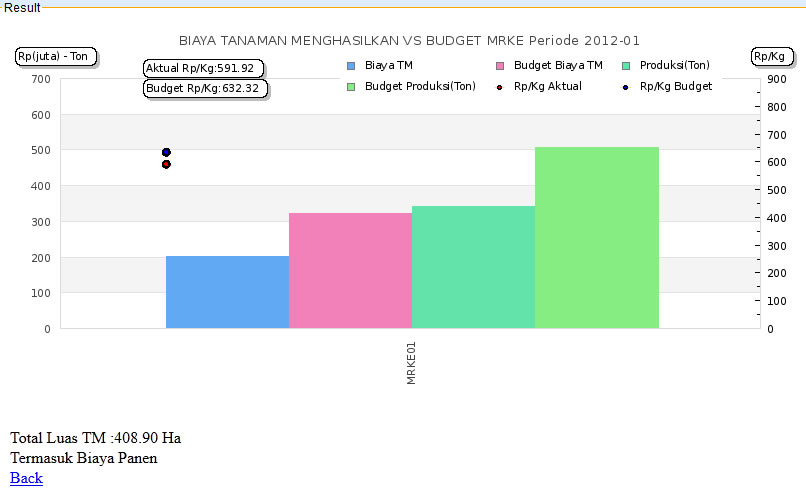 Result
BIAYA TANAMAN MENGHASILKAN VS BUDGET MRKE Periode 2012-01
Rp(juta) - Ton
Aktual Rp/Kg:591.92
Budget Rp/Kg:632.32
Biaya TM
Budget Biaya TM
Produksi(Ton)
Budget Produksi(Ton)
Rp/Kg Aktual
Rp/Kg Budget
Rp/Kg
700
600
500
400
300
200
100
0
900
800
700
600
500
400
300
200
100
0
MRKE01
Total Luas TM :408.90 Ha
Termasuk Biaya Panen
Back